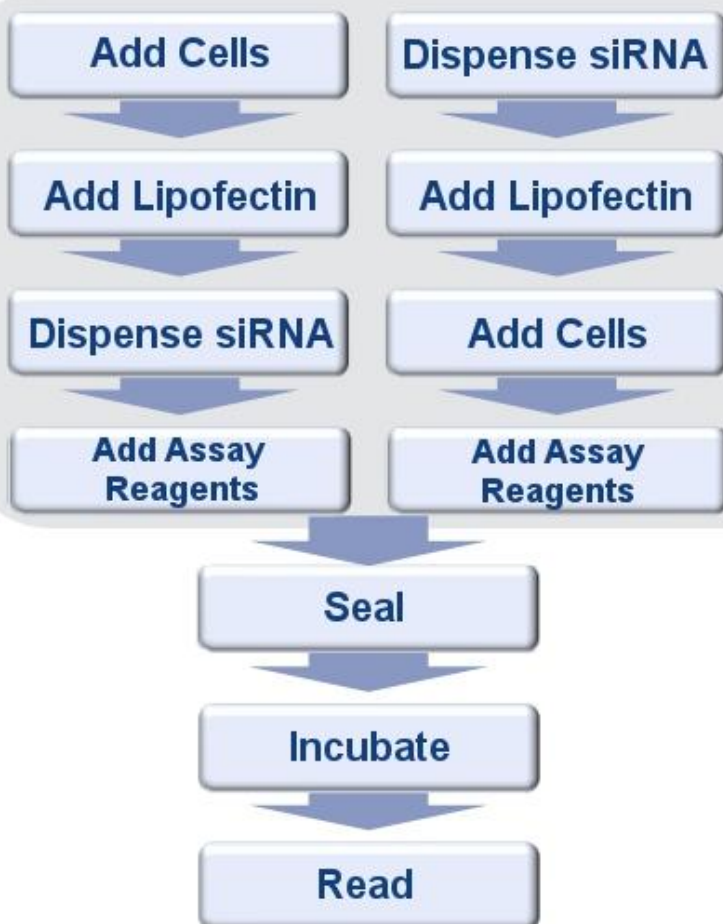 Add Cells
Dispense siRNA
Add Lipofectin
Add Lipofectin
Dispense siRNA
Add Cells
Add Assay
Reagents
Add Assay
Reagents
Seal
Incubate
Read